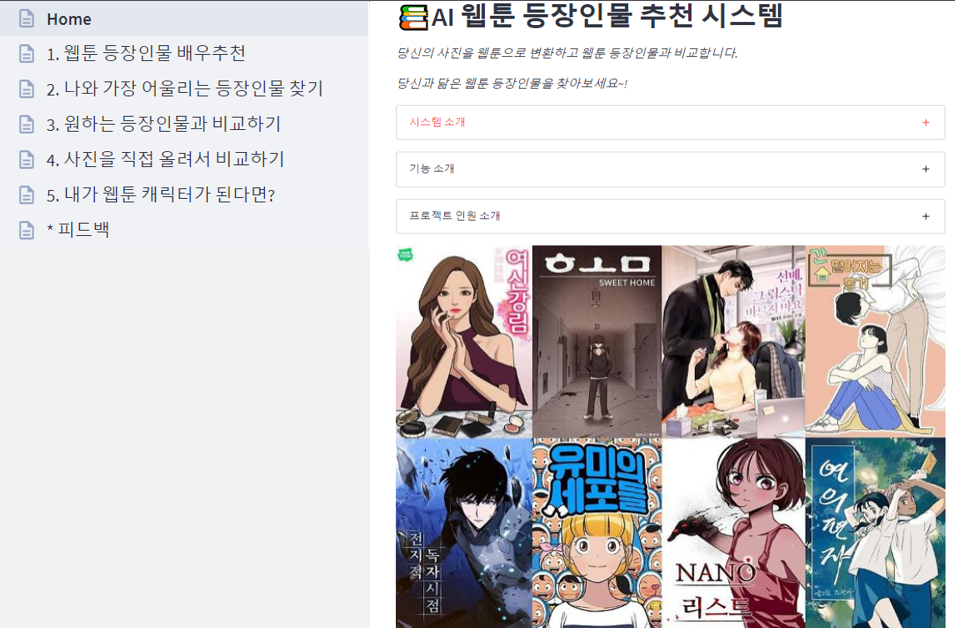 Home
1. 웹툰 등장인물 배우추천
2. 나와 가장 어울리는 등장인물 찾기
3. 원하는 등장인물과 비교하기
4. 사진을 직접 올려서 비교하기
5. 내가 웹툰 캐릭터가 된다면?
* 피드백
AI 웹툰 등장인물 추천 시스템
당신의 사진을 웹툰으로 변환하고 웹툰 등장인물과 비교합니다.
당신과 닮은 웹툰 등장인물을 찾아보세요~!
시스템 소개 +
기능 소개 +
프로젝트 인원 소개 +
여신강림
ㅎㅗㅁ
SWEET HOME
선배,
그 립스틱
바르지 마요
간
떨어지는
동거
전지적
독자
시점
유미의
세포들
NANO
리스트
연의
편지